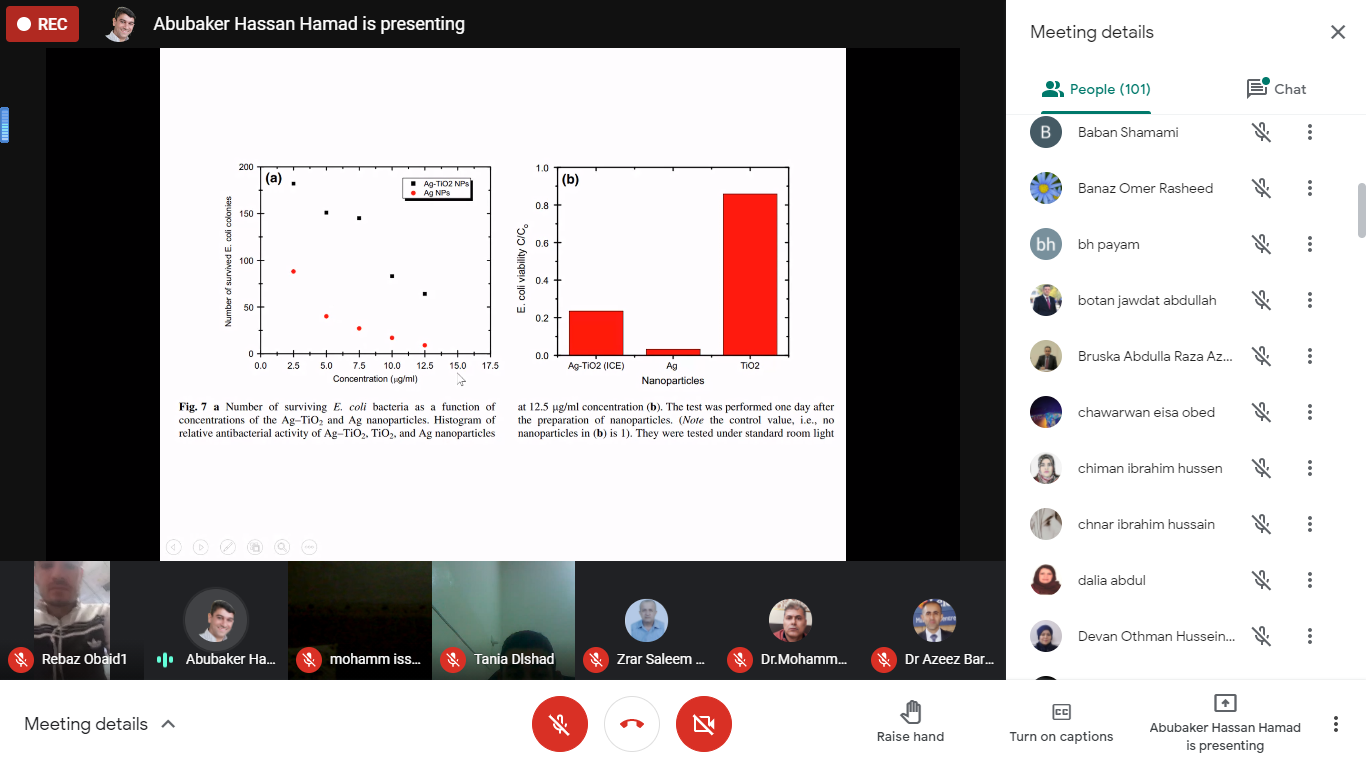 REC
Abubaker Hassan Hamad is presenting
(a)
Ag-TiO2 NPs
Ag NPs
Number of survived E. coli colonies
200
150
100
50
0
0.0 2.5 5.0 7.5 10.0 12.5 15.0 17.5
Concentration (μg/ml)
(b)
E. coli viability C/C₀
1.0
0.8
0.6
0.4
0.2
0.0
Ag-TiO2 (ICE) Ag TiO2
Nanoparticles
Fig. 7 a Number of surviving E. coli bacteria as a function of
concentrations of the Ag–TiO₂ and Ag nanoparticles. Histogram of
relative antibacterial activity of Ag–TiO₂, TiO₂, and Ag nanoparticles
at 12.5 μg/ml concentration (b). The test was performed one day after
the preparation of nanoparticles. (Note the control value, i.e., no
nanoparticles in (b) is 1). They were tested under standard room light
Rebaz Obaid1
Abubaker Ha...
mohamm iss...
Tania Dlshad
Zrar Saleem ...
Dr.Mohamm...
Dr Azeez Bar...
Meeting details
People (101)
Chat
B
Baban Shamami
Banaz Omer Rasheed
bh
bh payam
botan jawdat abdullah
Bruska Abdulla Raza Az...
chawarwan eisa obed
chiman ibrahim hussen
chnar ibrahim hussain
dalia abdul
Devan Othman Hussein...
Meeting details
Raise hand
CC
Turn on captions
Abubaker Hassan Hamad
is presenting